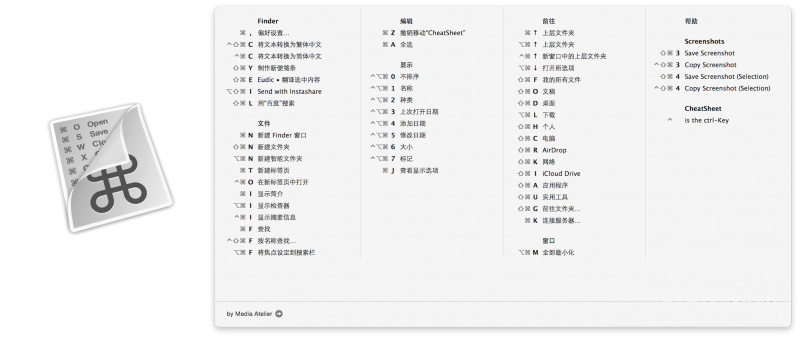 ⌘ O Open
⌘ S Save
⌘ W Clo
⌘ X
⌘ C
Finder
⌘ , 偏好设置...
^⇧⌘ C 将文本转换为繁体中文
^⌘ C 将文本转换为简体中文
⇧⌘ Y 制作新便笺条
⇧⌘ E Eudic • 翻译选中内容
⌥⇧⌘ I Send with Instashare
⇧⌘ L 用“百度”搜索
文件
⌘ N 新建 Finder 窗口
⇧⌘ N 新建文件夹
⌥⌘ N 新建智能文件夹
⌘ T 新建标签页
^⌘ O 在新标签页中打开
⌘ I 显示简介
⌥⌘ I 显示检查器
^⌘ I 显示摘要信息
⌘ F 查找
^⇧⌘ F 按名称查找...
⌥⌘ F 将焦点设定到搜索栏
编辑
⌘ Z 撤销移动“CheatSheet”
⌘ A 全选
显示
^⌥⌘ 0 不排序
^⌥⌘ 1 名称
^⌥⌘ 2 种类
^⌥⌘ 3 上次打开日期
^⌥⌘ 4 添加日期
^⌥⌘ 5 修改日期
^⌥⌘ 6 大小
^⌥⌘ 7 标记
⌘ J 查看显示选项
前往
⌘ ↑ 上层文件夹
⌥⌘ ↑ 上层文件夹
^⌘ ↑ 新窗口中的上层文件夹
⌥⌘ ↓ 打开所选项
⇧⌘ F 我的所有文件
⇧⌘ O 文稿
⇧⌘ D 桌面
⌥⌘ L 下载
⇧⌘ H 个人
⇧⌘ C 电脑
⇧⌘ R AirDrop
⇧⌘ K 网络
⇧⌘ I iCloud Drive
⇧⌘ A 应用程序
⇧⌘ U 实用工具
⇧⌘ G 前往文件夹...
⌘ K 连接服务器...
窗口
⌥⌘ M 全部最小化
帮助
Screenshots
⇧⌘ 3 Save Screenshot
^⇧⌘ 3 Copy Screenshot
⇧⌘ 4 Save Screenshot (Selection)
^⇧⌘ 4 Copy Screenshot (Selection)
CheatSheet
^ is the ctrl-Key
by Media Atelier